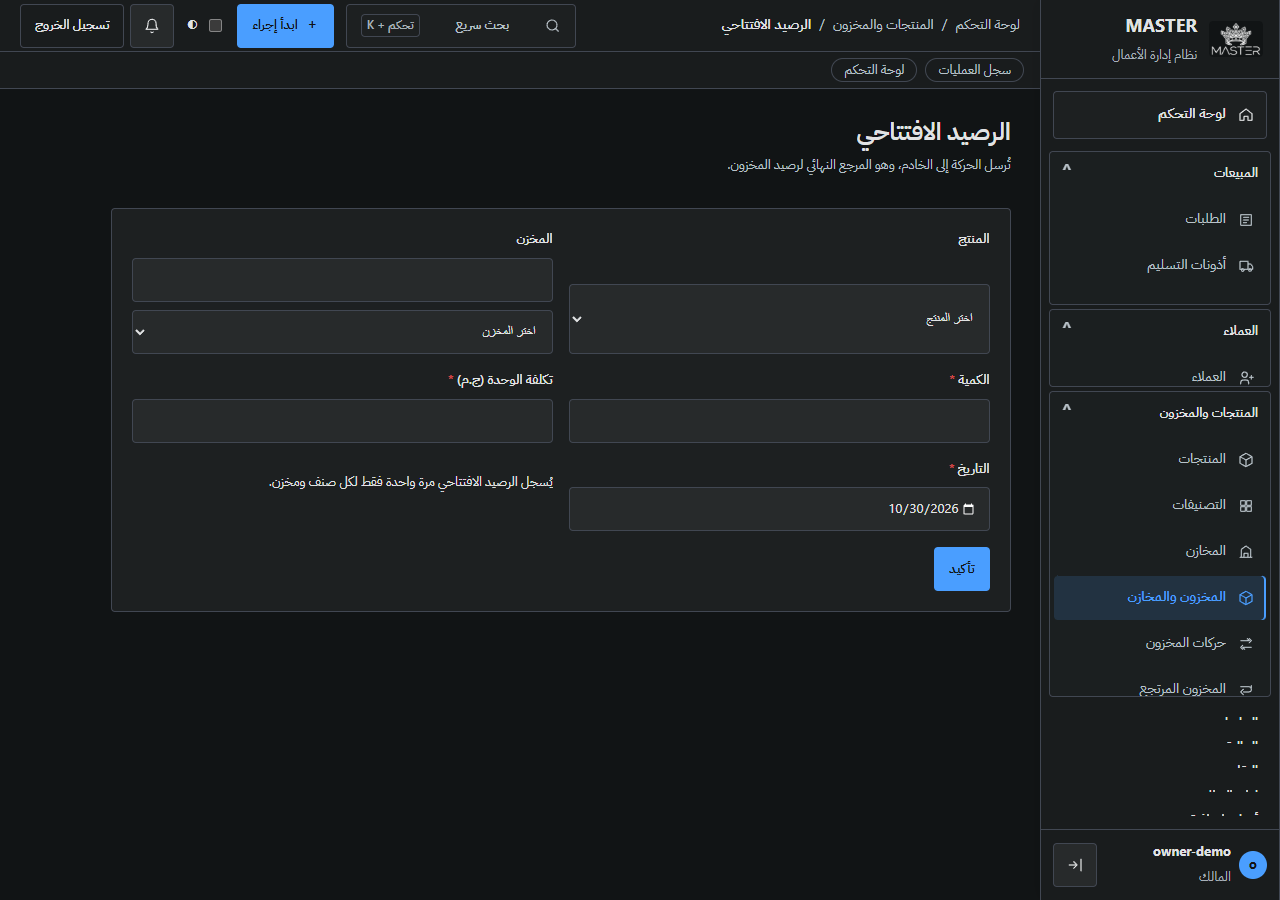 MASTER
نظام إدارة الأعمال
MASTER
لوحة التحكم / المنتجات والمخزون / الرصيد الافتتاحي
بحث سريع
تحكم + K
+ ابدأ إجراء
تسجيل الخروج
سجل العمليات
لوحة التحكم
لوحة التحكم
المبيعات
الطلبات
أذونات التسليم
العملاء
العملاء
المنتجات والمخزون
المنتجات
التصنيفات
المخازن
المخزون والمخازن
حركات المخزون
المخزون المرتجع
owner-demo
المالك
o
الرصيد الافتتاحي
تُرسل الحركة إلى الخادم، وهو المرجع النهائي لرصيد المخزون.
المنتج
اختر المنتج
المخزن
اختر المخزن
الكمية *
تكلفة الوحدة (ج.م) *
التاريخ *
10/30/2026
يُسجل الرصيد الافتتاحي مرة واحدة فقط لكل صنف ومخزن.
تأكيد